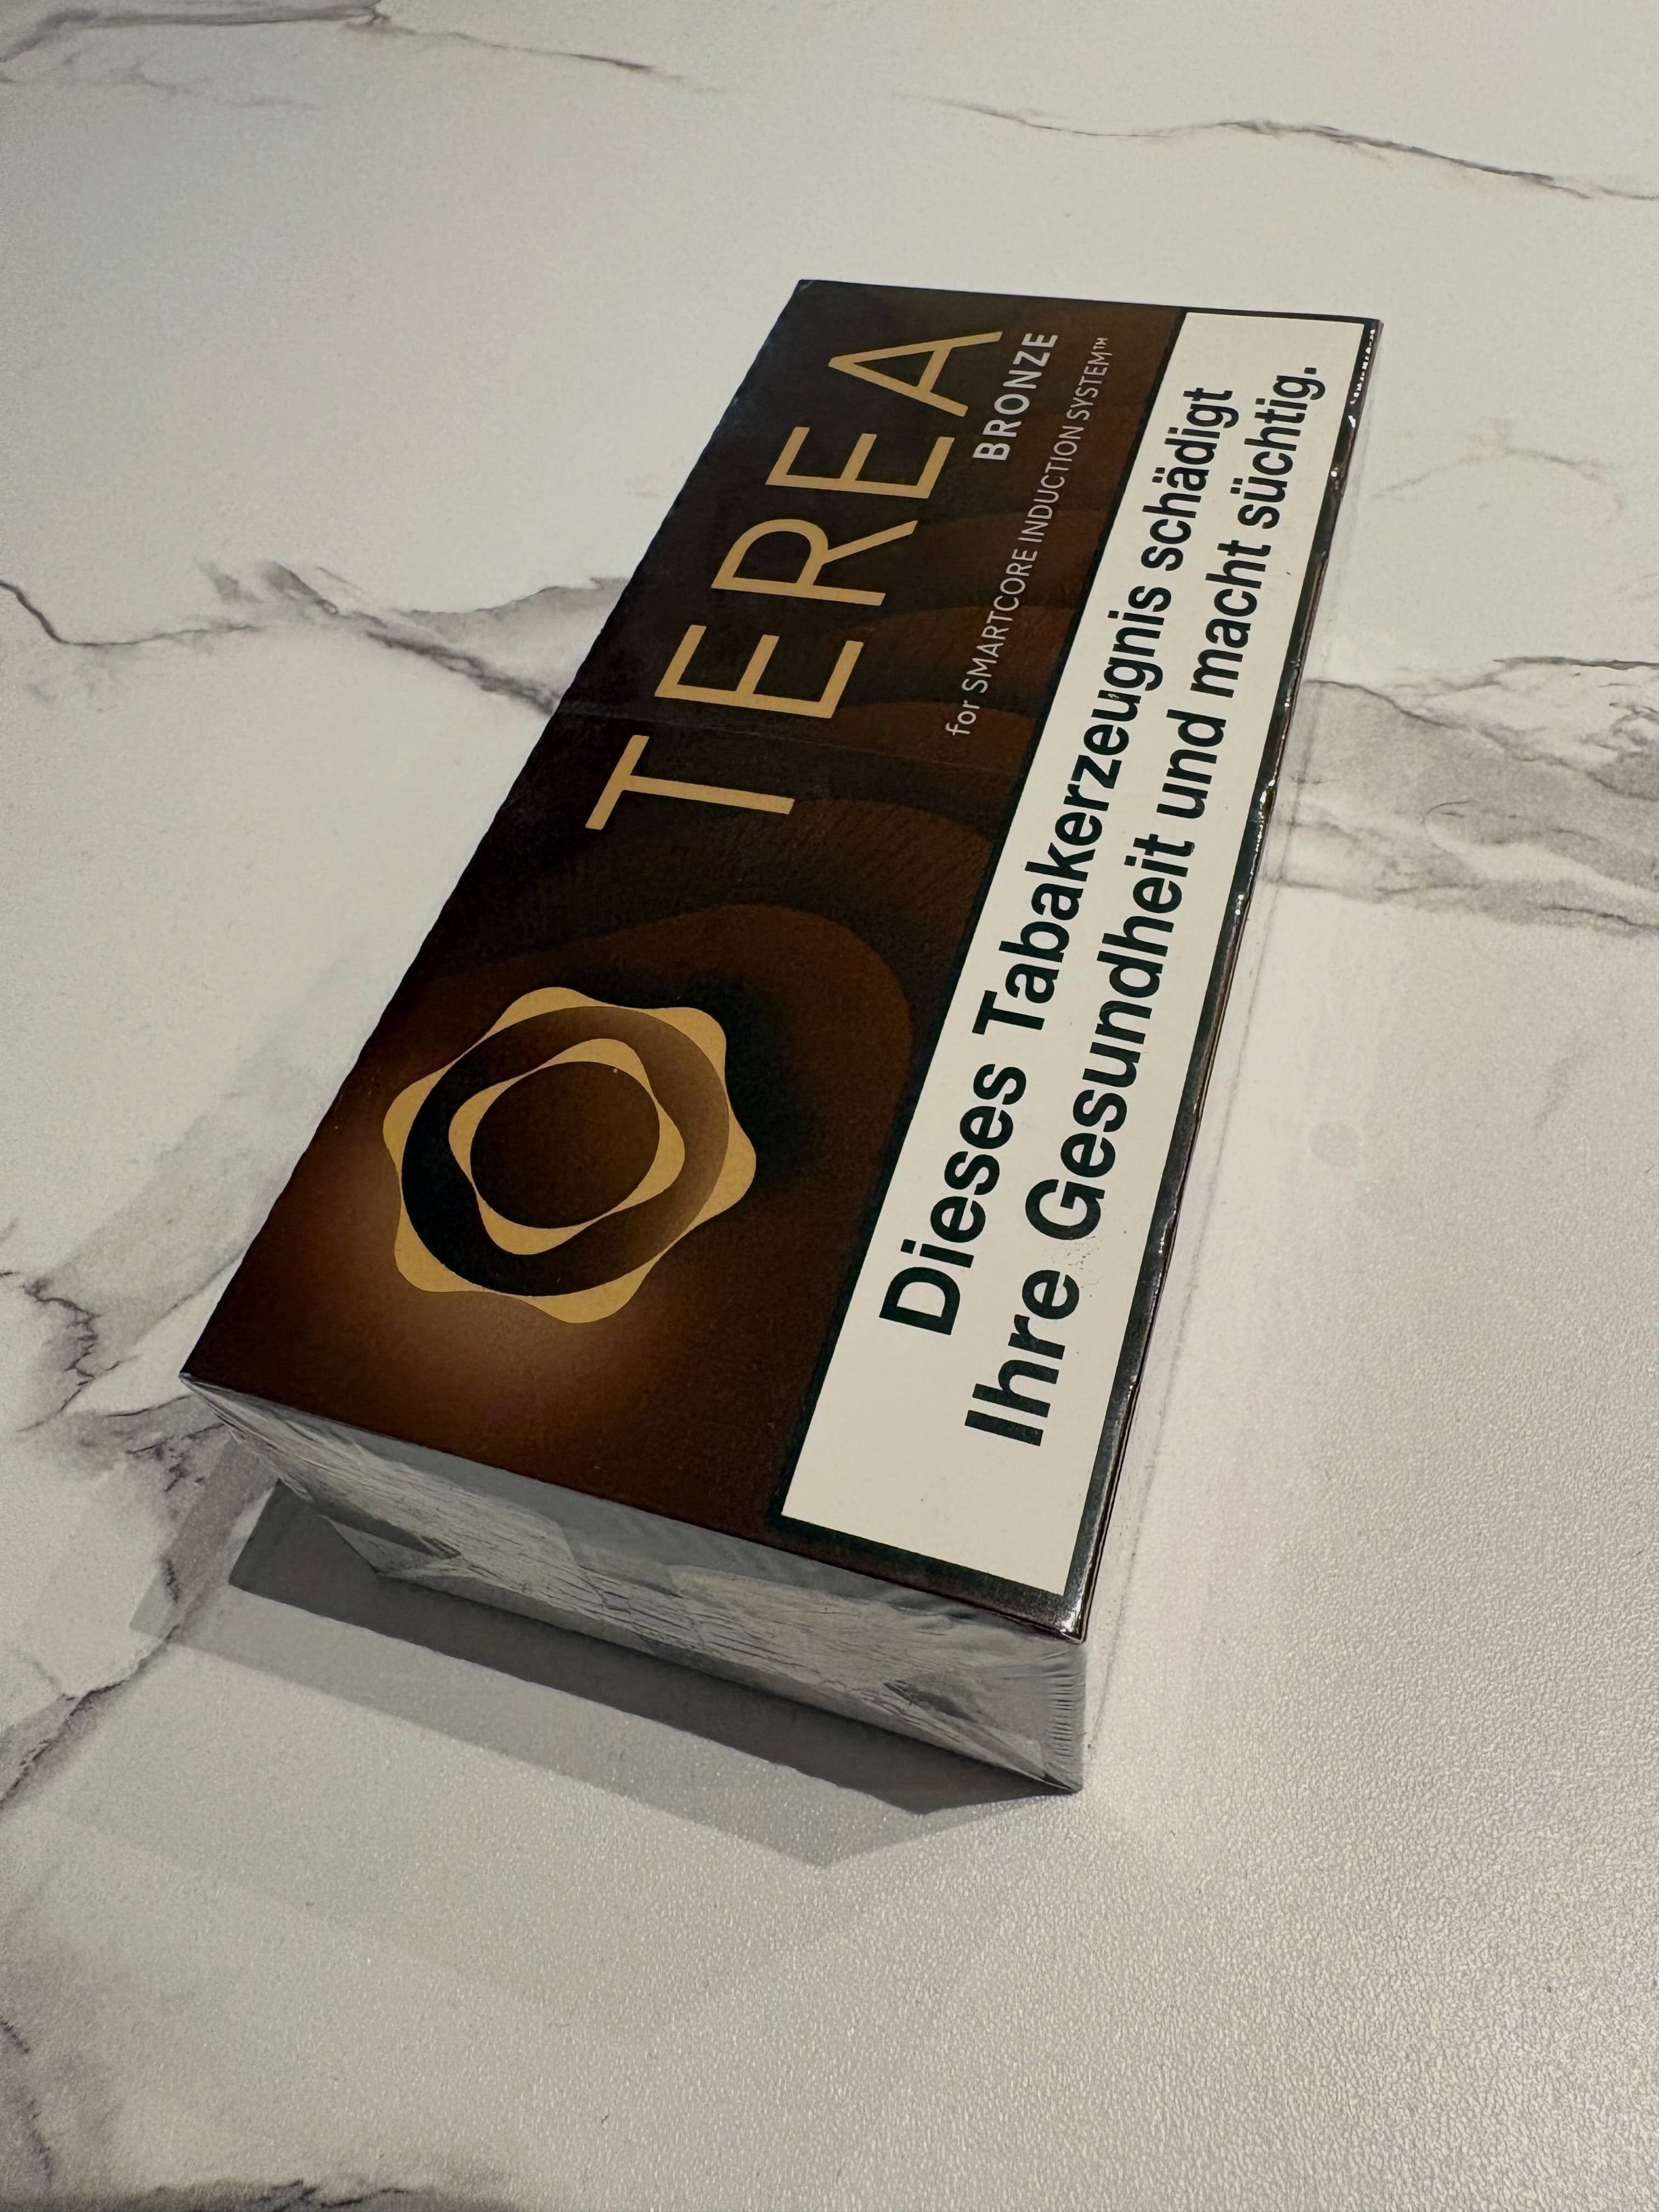 TEREA
BRONZE
for SMARTCORE INDUCTION SYSTEM™
Dieses Tabakerzeugnis schädigt
Ihre Gesundheit und macht süchtig.